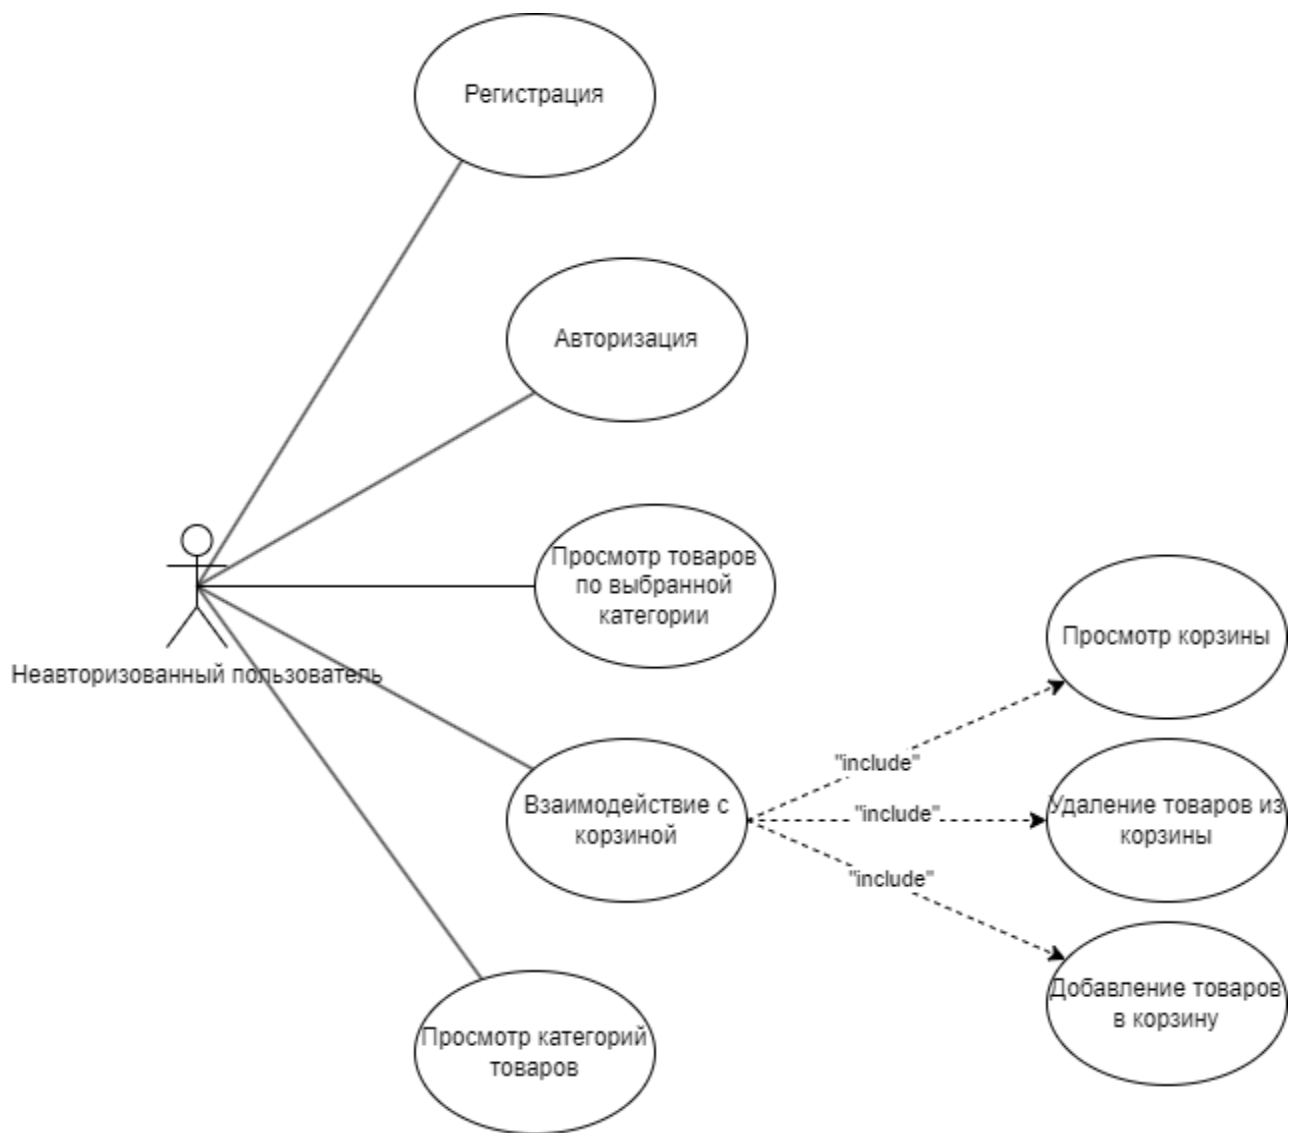 Регистрация
Авторизация
Просмотр товаров
по выбранной
категории
Неавторизованный пользователь
Просмотр корзины
"include"
Взаимодействие с
корзиной
"include"
Удаление товаров из
корзины
"include"
Добавление товаров
в корзину
Просмотр категорий
товаров